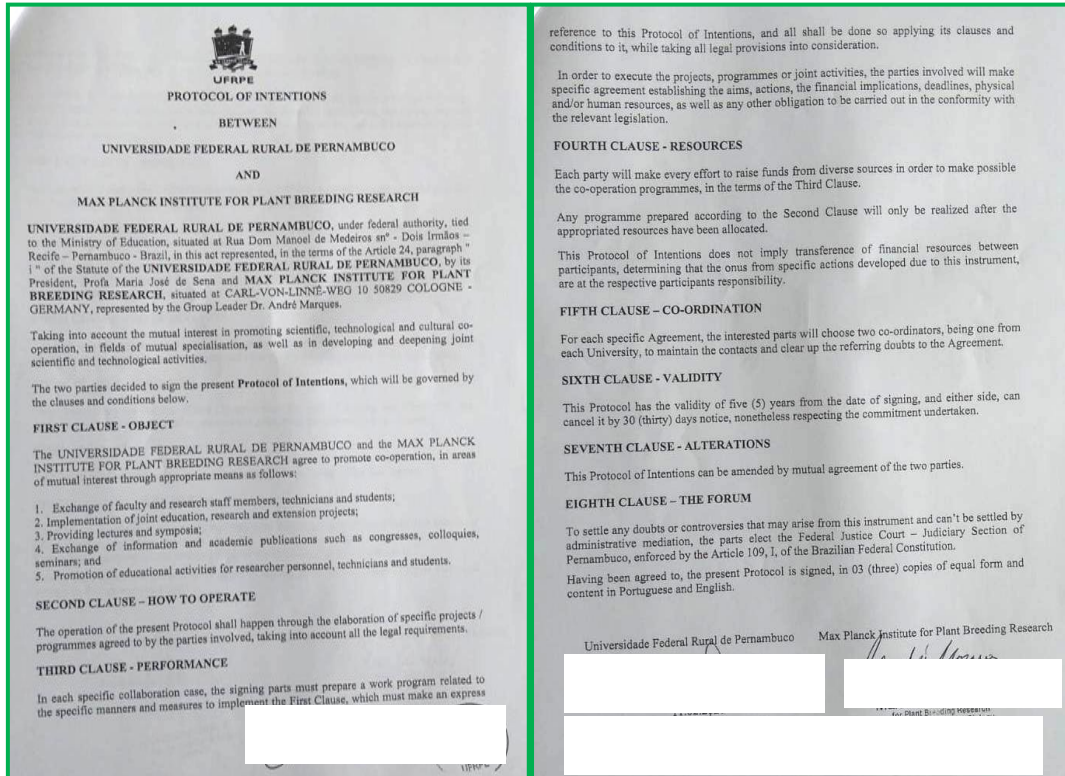 UFRPE
PROTOCOL OF INTENTIONS
BETWEEN
UNIVERSIDADE FEDERAL RURAL DE PERNAMBUCO
AND
MAX PLANCK INSTITUTE FOR PLANT BREEDING RESEARCH
UNIVERSIDADE FEDERAL RURAL DE PERNAMBUCO, under federal authority, tied
to the Ministry of Education, situated at Rua Dom Manoel de Medeiros snº - Dois Irmãos –
Recife – Pernambuco - Brazil, in this act represented, in the terms of the Article 24, paragraph "
i " of the Statute of the UNIVERSIDADE FEDERAL RURAL DE PERNAMBUCO, by its
President, Profa Maria José de Sena and MAX PLANCK INSTITUTE FOR PLANT
BREEDING RESEARCH, situated at CARL-VON-LINNÉ-WEG 10 50829 COLOGNE -
GERMANY, represented by the Group Leader Dr. André Marques.
Taking into account the mutual interest in promoting scientific, technological and cultural co-
operation, in fields of mutual specialisation, as well as in developing and deepening joint
scientific and technological activities.
The two parties decided to sign the present Protocol of Intentions, which will be governed by
the clauses and conditions below.
FIRST CLAUSE - OBJECT
The UNIVERSIDADE FEDERAL RURAL DE PERNAMBUCO and the MAX PLANCK
INSTITUTE FOR PLANT BREEDING RESEARCH agree to promote co-operation, in areas
of mutual interest through appropriate means as follows:
1. Exchange of faculty and research staff members, technicians and students;
2. Implementation of joint education, research and extension projects;
3. Providing lectures and symposia;
4. Exchange of information and academic publications such as congresses, colloquies,
seminars; and
5. Promotion of educational activities for researcher personnel, technicians and students.
SECOND CLAUSE – HOW TO OPERATE
The operation of the present Protocol shall happen through the elaboration of specific projects /
programmes agreed to by the parties involved, taking into account all the legal requirements.
THIRD CLAUSE - PERFORMANCE
In each specific collaboration case, the signing parts must prepare a work program related to
the specific manners and measures to implement the First Clause, which must make an express
UFRPE
reference to this Protocol of Intentions, and all shall be done so applying its clauses and
conditions to it, while taking all legal provisions into consideration.
In order to execute the projects, programmes or joint activities, the parties involved will make
specific agreement establishing the aims, actions, the financial implications, deadlines, physical
and/or human resources, as well as any other obligation to be carried out in the conformity with
the relevant legislation.
FOURTH CLAUSE - RESOURCES
Each party will make every effort to raise funds from diverse sources in order to make possible
the co-operation programmes, in the terms of the Third Clause.
Any programme prepared according to the Second Clause will only be realized after the
appropriated resources have been allocated.
This Protocol of Intentions does not imply transference of financial resources between
participants, determining that the onus from specific actions developed due to this instrument,
are at the respective participants responsibility.
FIFTH CLAUSE – CO-ORDINATION
For each specific Agreement, the interested parts will choose two co-ordinators, being one from
each University, to maintain the contacts and clear up the referring doubts to the Agreement.
SIXTH CLAUSE - VALIDITY
This Protocol has the validity of five (5) years from the date of signing, and either side, can
cancel it by 30 (thirty) days notice, nonetheless respecting the commitment undertaken.
SEVENTH CLAUSE - ALTERATIONS
This Protocol of Intentions can be amended by mutual agreement of the two parties.
EIGHTH CLAUSE – THE FORUM
To settle any doubts or controversies that may arise from this instrument and can't be settled by
administrative mediation, the parts elect the Federal Justice Court – Judiciary Section of
Pernambuco, enforced by the Article 109, I, of the Brazilian Federal Constitution.
Having been agreed to, the present Protocol is signed, in 03 (three) copies of equal form and
content in Portuguese and English.
Universidade Federal Rural de Pernambuco Max Planck Institute for Plant Breeding Research
for Plant Breeding Research